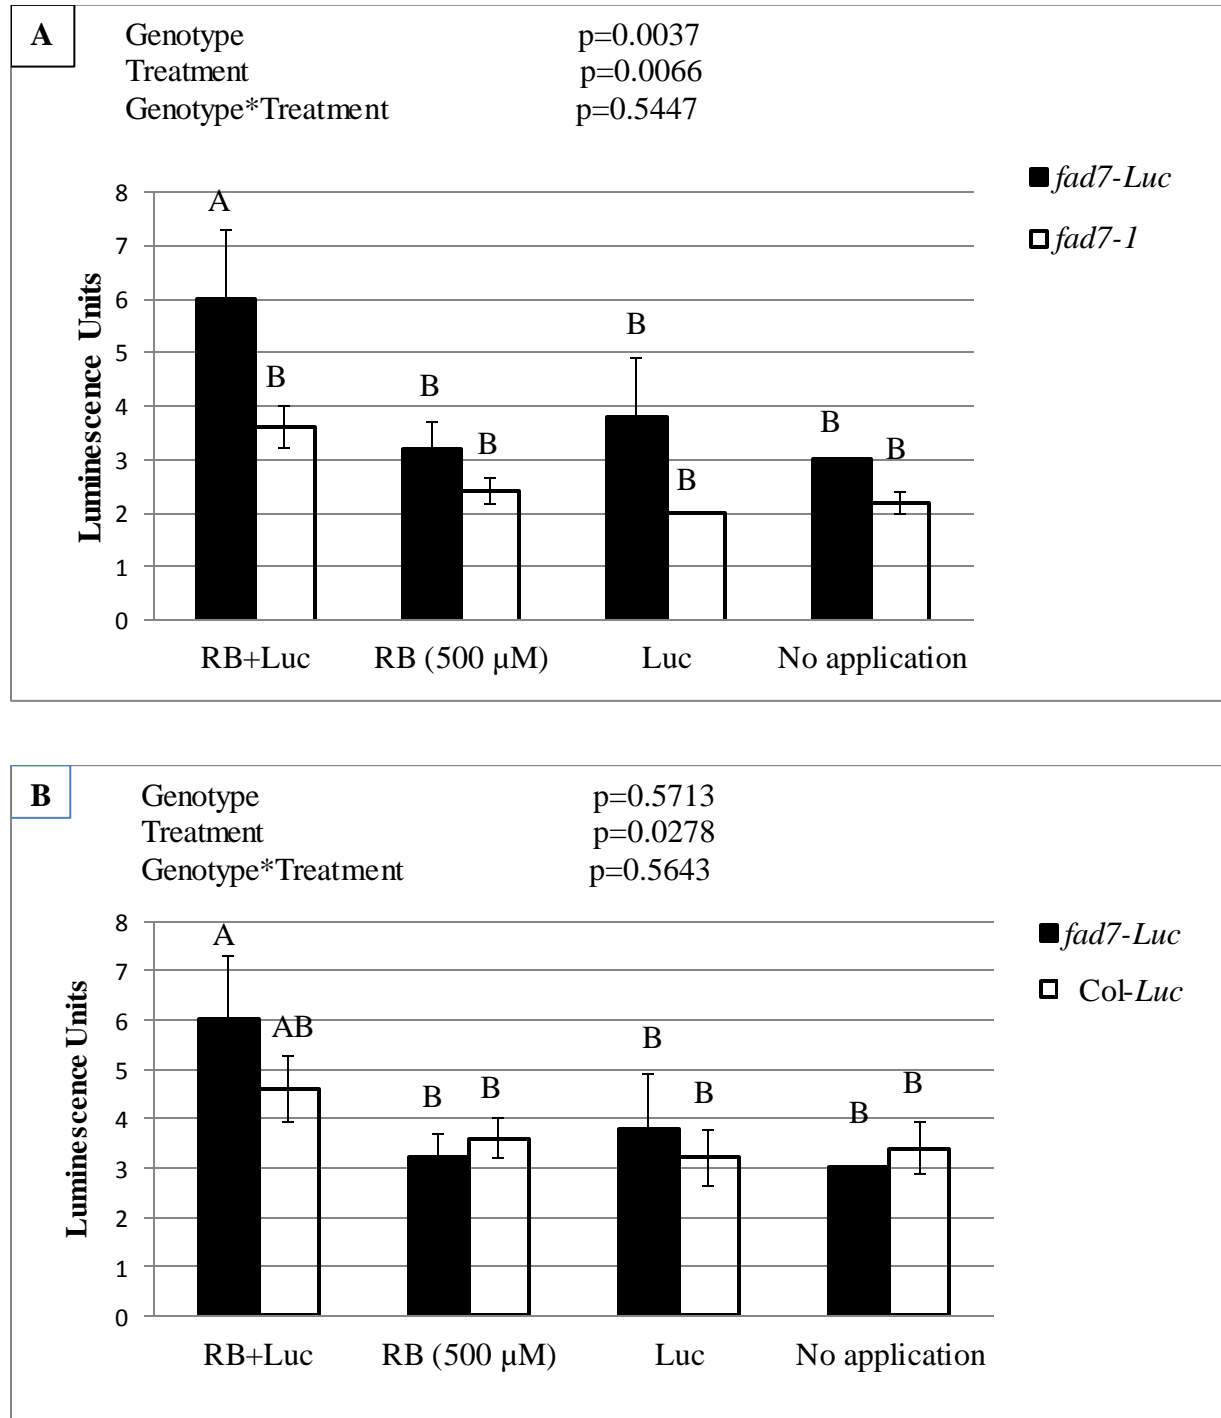 A
Genotype p=0.0037
Treatment p=0.0066
Genotype*Treatment p=0.5447
fad7-Luc
fad7-1
Luminescence Units
8
7
6
5
4
3
2
1
0
A
B
B
B
B
B
B
B
RB+Luc RB (500 µM) Luc No application
B
Genotype p=0.5713
Treatment p=0.0278
Genotype*Treatment p=0.5643
fad7-Luc
Col-Luc
Luminescence Units
8
7
6
5
4
3
2
1
0
A
AB
B
B
B
B
B
B
RB+Luc RB (500 µM) Luc No application